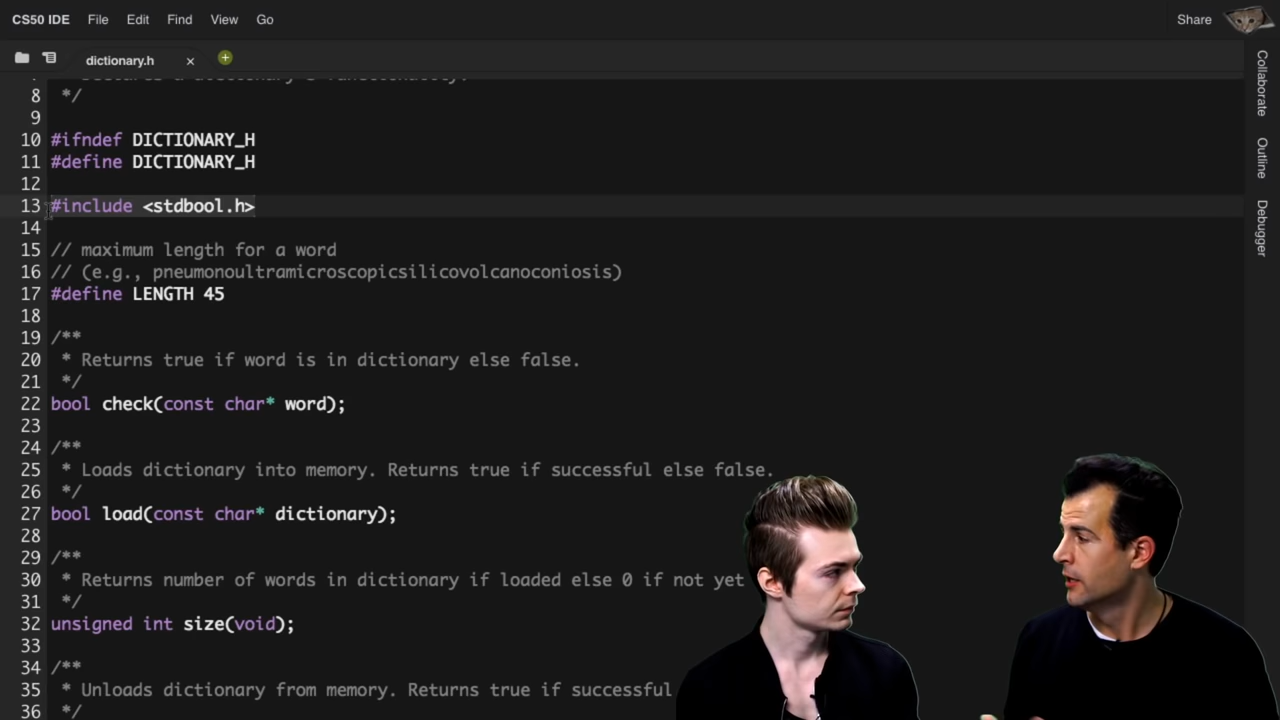 CS50 IDE File Edit Find View Go Share
dictionary.h
8 */
9
10 #ifndef DICTIONARY_H
11 #define DICTIONARY_H
12
13 #include <stdbool.h>
14
15 // maximum length for a word
16 // (e.g., pneumonoultramicroscopicsilicovolcanoconiosis)
17 #define LENGTH 45
18
19 /**
20 * Returns true if word is in dictionary else false.
21 */
22 bool check(const char* word);
23
24 /**
25 * Loads dictionary into memory. Returns true if successful else false.
26 */
27 bool load(const char* dictionary);
28
29 /**
30 * Returns number of words in dictionary if loaded else 0 if not yet
31 */
32 unsigned int size(void);
33
34 /**
35 * Unloads dictionary from memory. Returns true if successful
36 */
Collaborate
Outline
Debugger